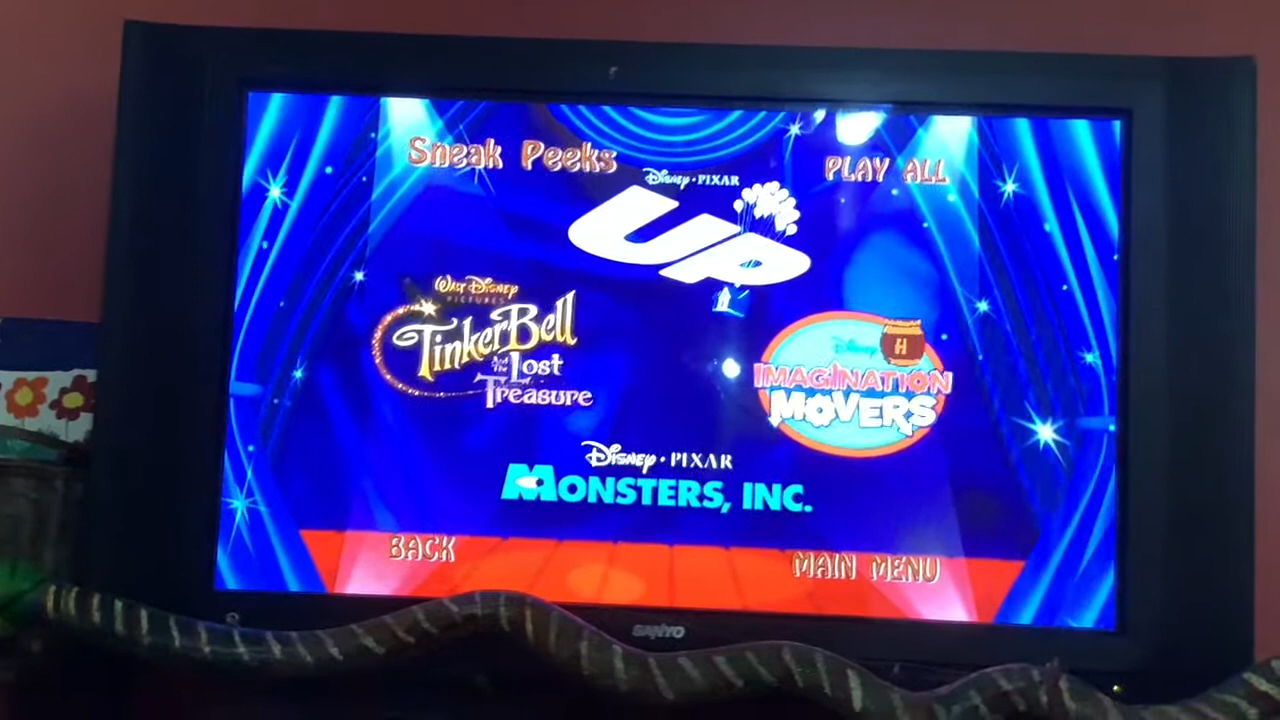 Sneak Peeks
PLAY ALL
DISNEY · PIXAR
UP
WALT DISNEY
PICTURES
TINKERBELL
AND THE LOST
TREASURE
DISNEY
H
IMAGINATION
MOVERS
DISNEY · PIXAR
MONSTERS, INC.
BACK
MAIN MENU
SANYO